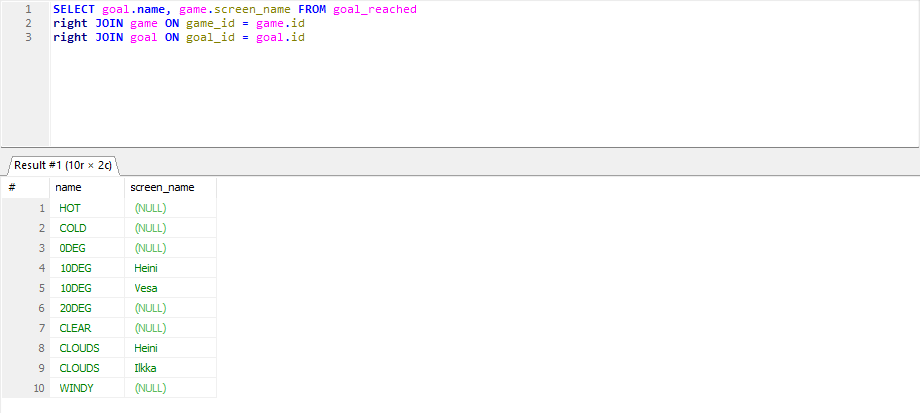 1 SELECT goal.name, game.screen_name FROM goal_reached
2 right JOIN game ON game_id = game.id
3 right JOIN goal ON goal_id = goal.id
Result #1 (10r × 2c)
# name screen_name
1 HOT (NULL)
2 COLD (NULL)
3 0DEG (NULL)
4 10DEG Heini
5 10DEG Vesa
6 20DEG (NULL)
7 CLEAR (NULL)
8 CLOUDS Heini
9 CLOUDS Ilkka
10 WINDY (NULL)